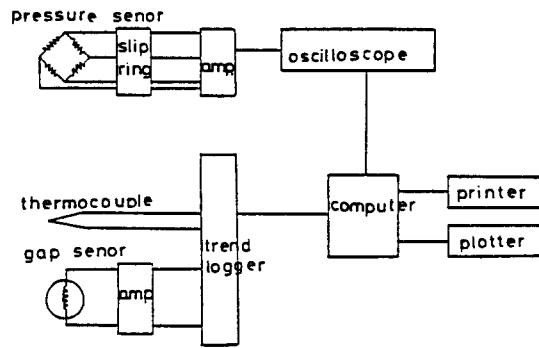 pressure senor
slip
ring
amp
oscilloscope
thermocouple
trend
logger
computer
printer
plotter
gap senor
amp